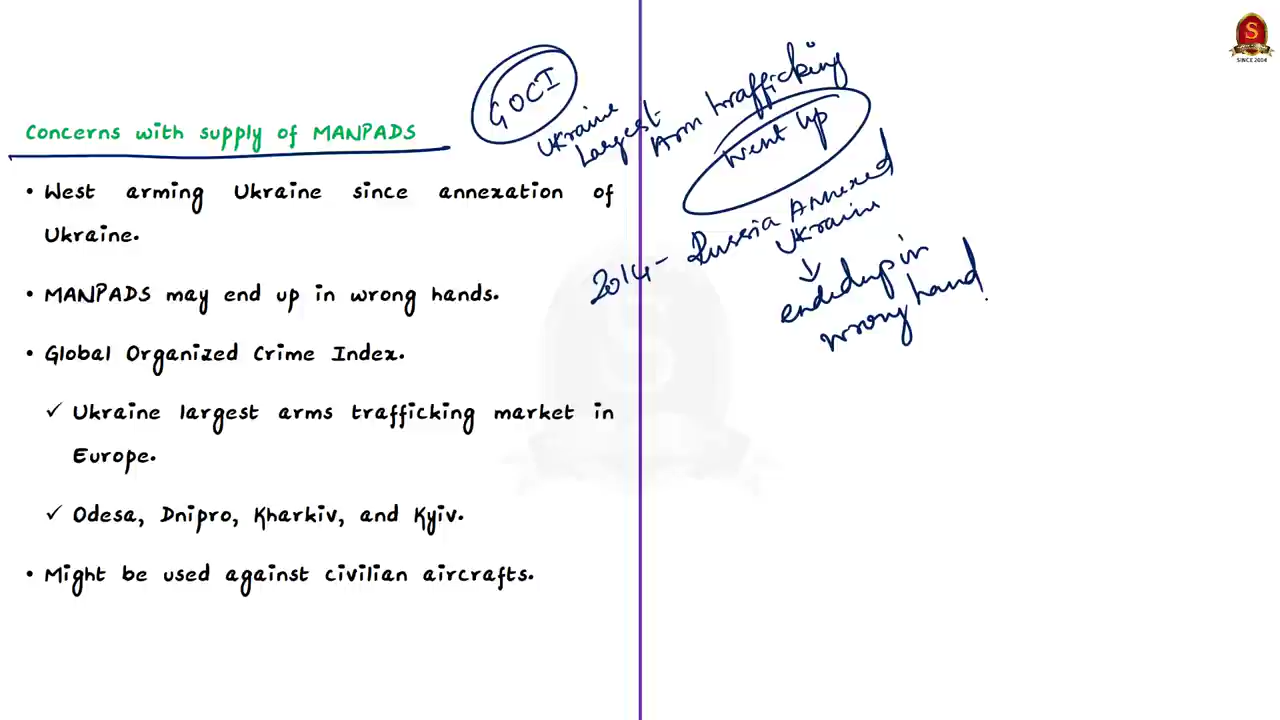 Concerns with supply of MANPADS
• West arming Ukraine since annexation of
Ukraine.
• MANPADS may end up in wrong hands.
• Global Organized Crime Index.
✓ Ukraine largest arms trafficking market in
Europe.
✓ Odesa, Dnipro, Kharkiv, and Kyiv.
• Might be used against civilian aircrafts.
GOCI
Ukraine
Largest Arm trafficking
Went up
2014- Russia Annexed
Ukraine
↓
ended up in
wrong hand.
S
SINCE 2004